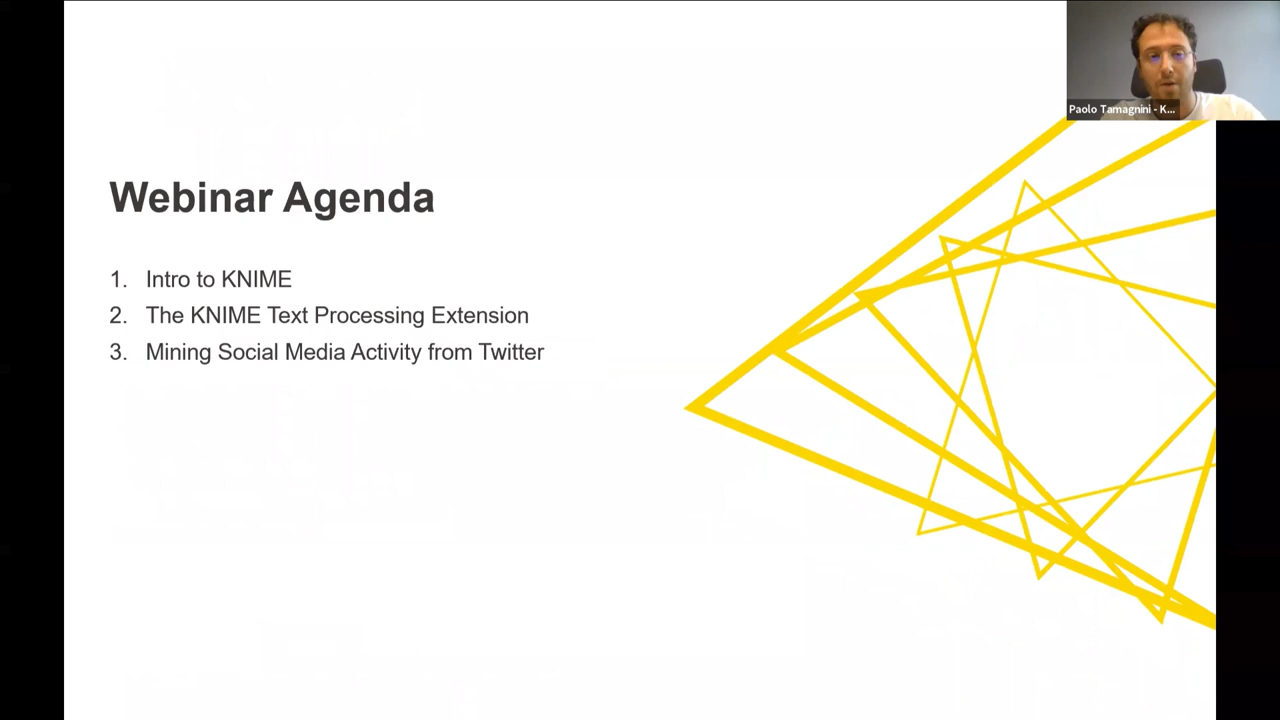 Paolo Tamagnini - K...
Webinar Agenda
1. Intro to KNIME
2. The KNIME Text Processing Extension
3. Mining Social Media Activity from Twitter